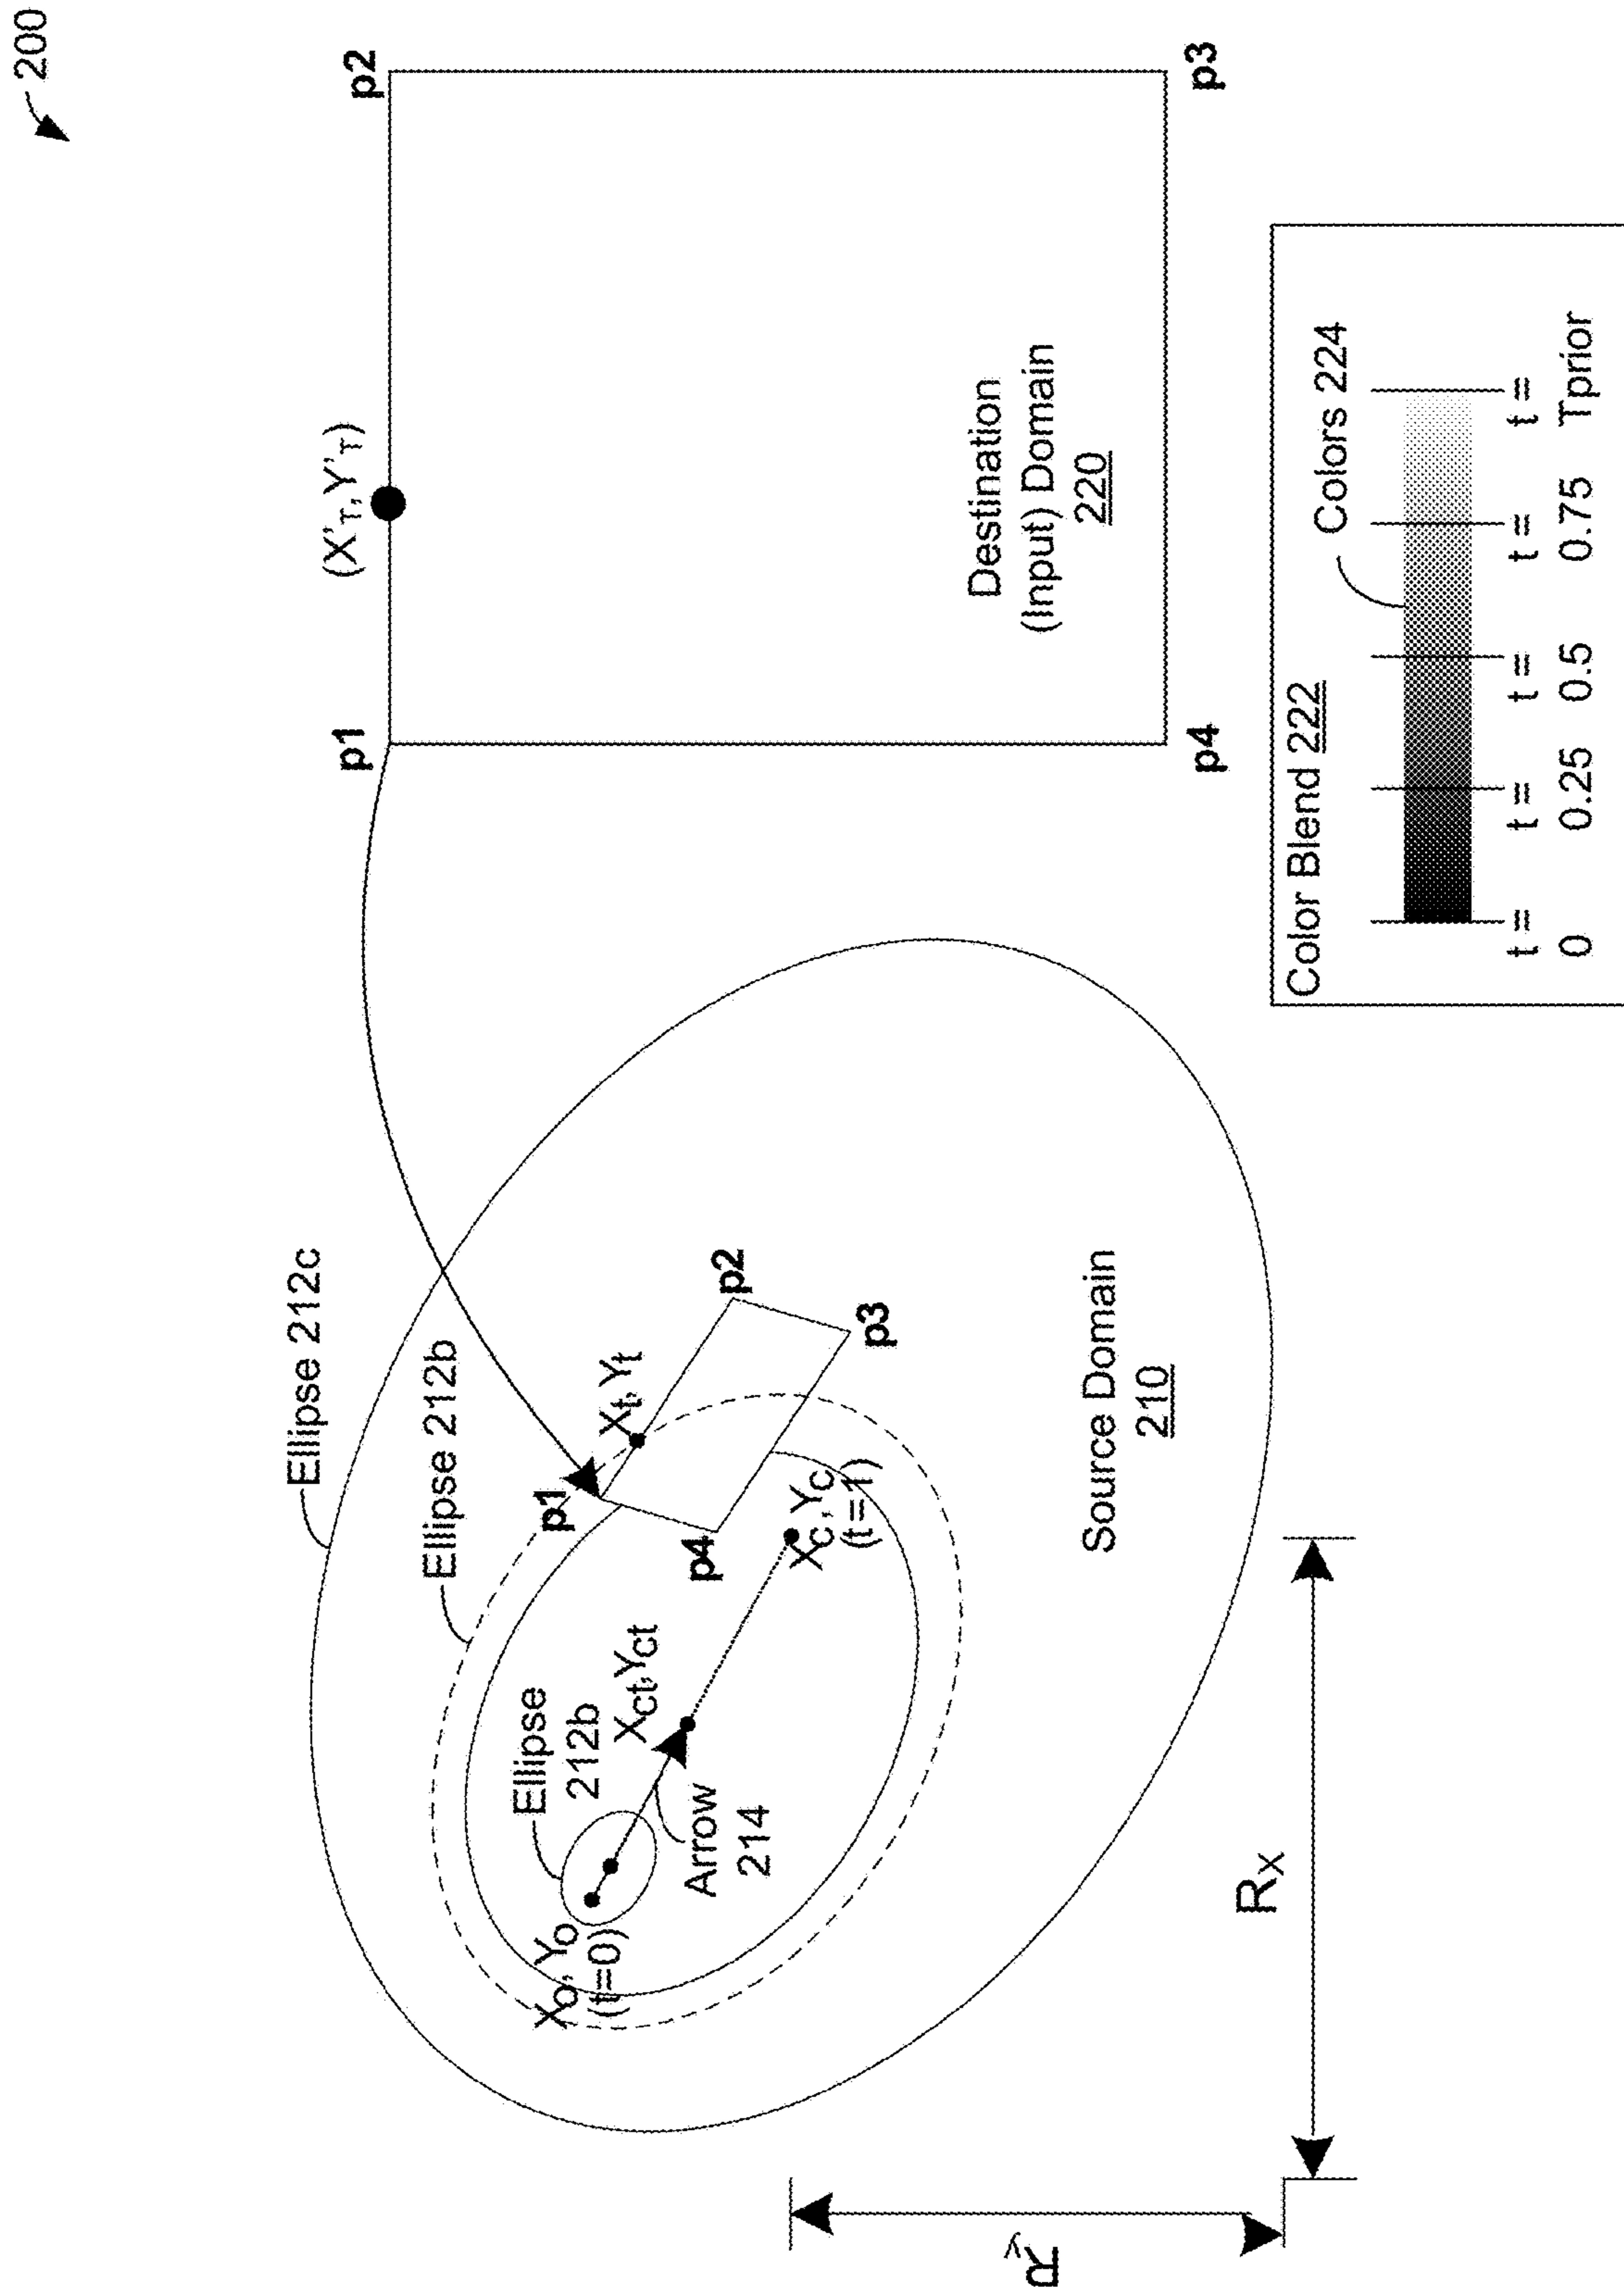 200
p1
p2
p3
p4
(X'T,Y'T)
Destination
(Input) Domain
220
Ellipse 212c
Ellipse 212b
Ellipse
212b
p1
p2
p3
p4
Xt,Yt
Xct,Yct
Xc,Yc
(t=1)
Xo,Yo
(t=0)
Arrow
214
Source Domain
210
Rx
Ry
Color Blend 222
Colors 224
t = t = t = t = t =
0 0.25 0.5 0.75 Tprior